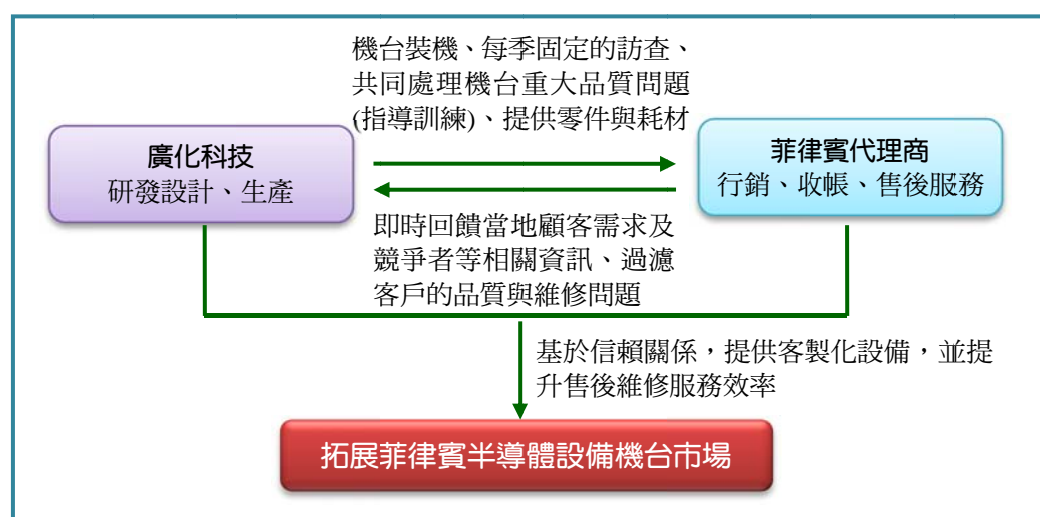 機台裝機、每季固定的訪查、
共同處理機台重大品質問題
(指導訓練)、提供零件與耗材
廣化科技
研發設計、生產
菲律賓代理商
行銷、收帳、售後服務
即時回饋當地顧客需求及
競爭者等相關資訊、過濾
客戶的品質與維修問題
基於信賴關係，提供客製化設備，並提
升售後維修服務效率
拓展菲律賓半導體設備機台市場